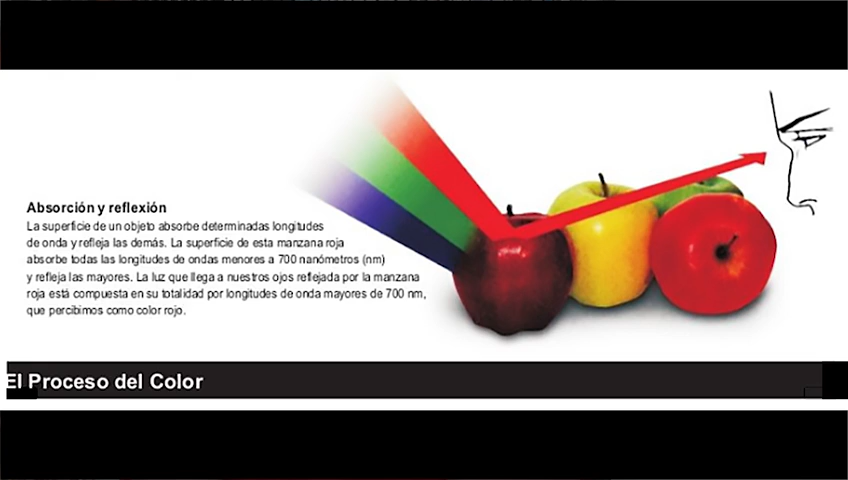 Absorción y reflexión
La superficie de un objeto absorbe determinadas longitudes
de onda y refleja las demás. La superficie de esta manzana roja
absorbe todas las longitudes de ondas menores a 700 nanómetros (nm)
y refleja las mayores. La luz que llega a nuestros ojos reflejada por la manzana
roja está compuesta en su totalidad por longitudes de onda mayores de 700 nm,
que percibimos como color rojo.
El Proceso del Color